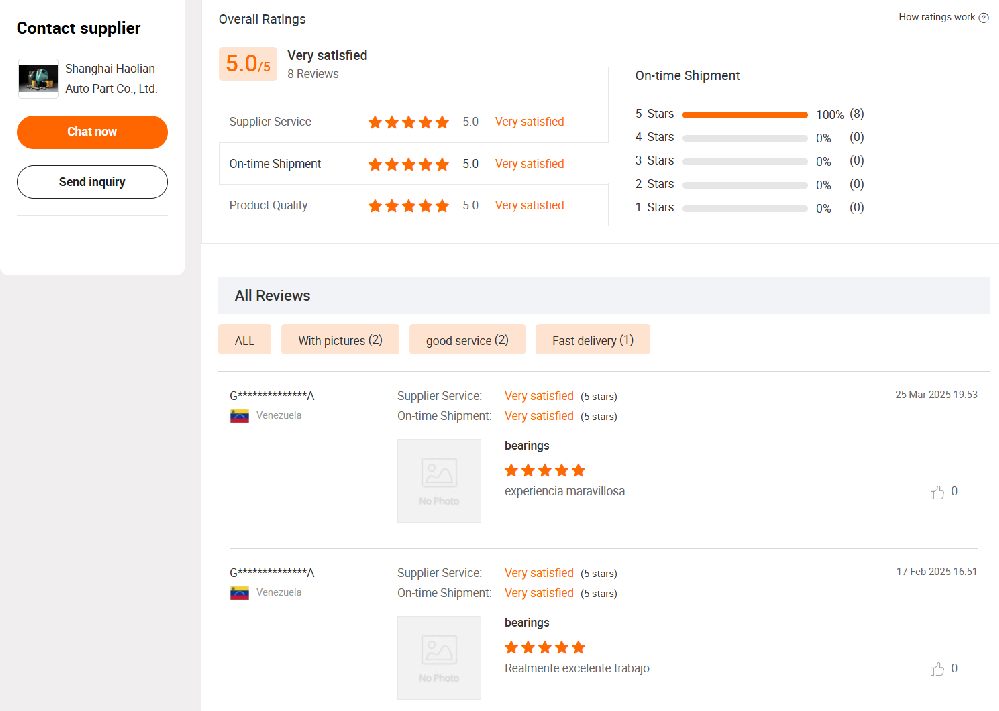 Contact supplier
Shanghai Haolian
Auto Part Co., Ltd.
Chat now
Send inquiry
Overall Ratings
How ratings work ?
5.0/5
Very satisfied
8 Reviews
Supplier Service 5.0 Very satisfied
On-time Shipment 5.0 Very satisfied
Product Quality 5.0 Very satisfied
On-time Shipment
5 Stars 100% (8)
4 Stars 0% (0)
3 Stars 0% (0)
2 Stars 0% (0)
1 Stars 0% (0)
All Reviews
ALL With pictures (2) good service (2) Fast delivery (1)
G**************A
Venezuela
Supplier Service: Very satisfied (5 stars)
On-time Shipment: Very satisfied (5 stars)
25 Mar 2025 19:53
No Photo
bearings
experiencia maravillosa
0
G**************A
Venezuela
Supplier Service: Very satisfied (5 stars)
On-time Shipment: Very satisfied (5 stars)
17 Feb 2025 16:51
No Photo
bearings
Realmente excelente trabajo
0